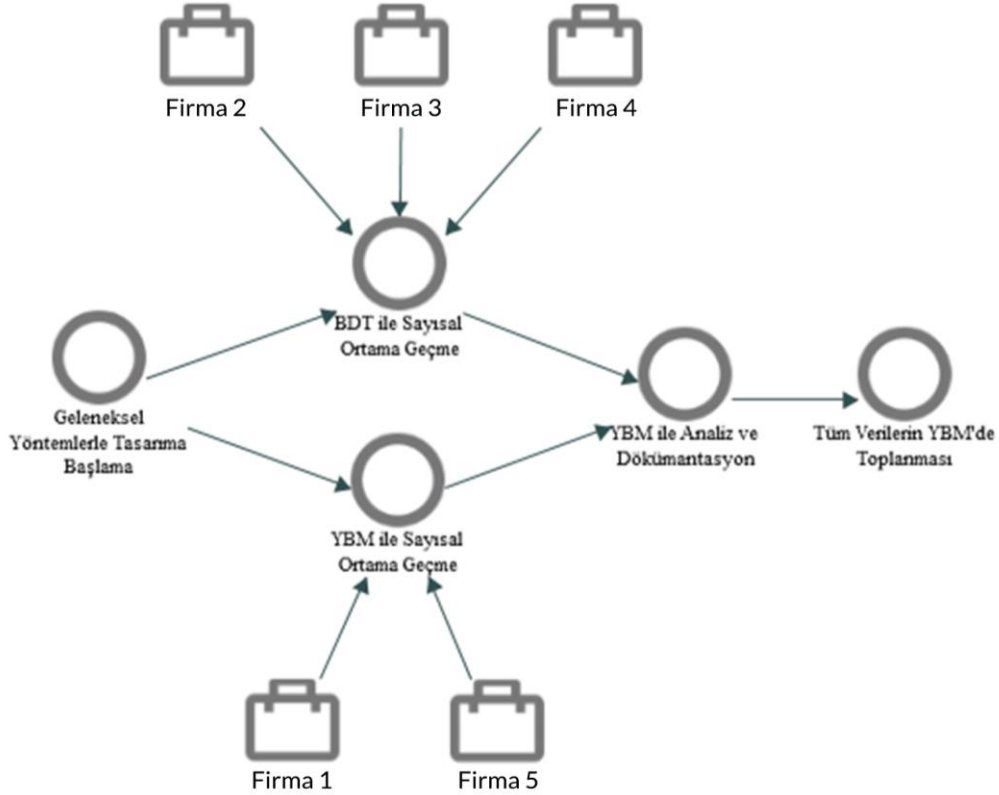 Firma 2
Firma 3
Firma 4
BDT ile Sayısal
Ortama Geçme
Geleneksel
Yöntemlerle Tasarıma
Başlama
YBM ile Analiz ve
Dökümantasyon
Tüm Verilerin YBM'de
Toplanması
YBM ile Sayısal
Ortama Geçme
Firma 1
Firma 5